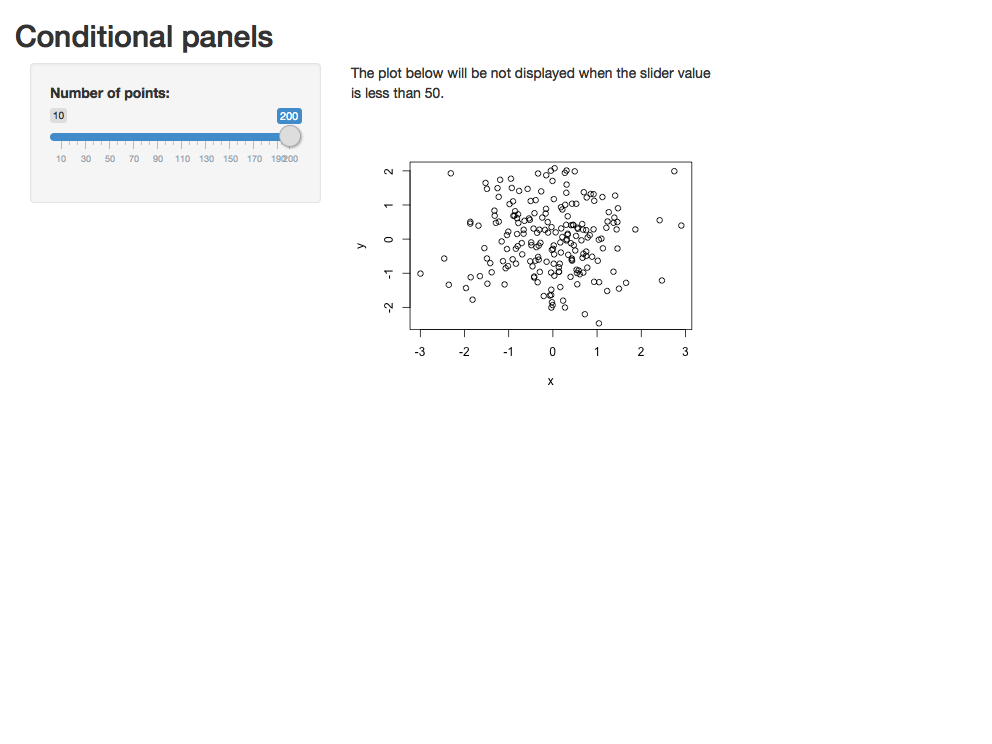 Conditional panels
Number of points:
10 200
10 30 50 70 90 110 130 150 170 190 200
The plot below will be not displayed when the slider value
is less than 50.
y
2
1
0
-1
-2
-3 -2 -1 0 1 2 3
x